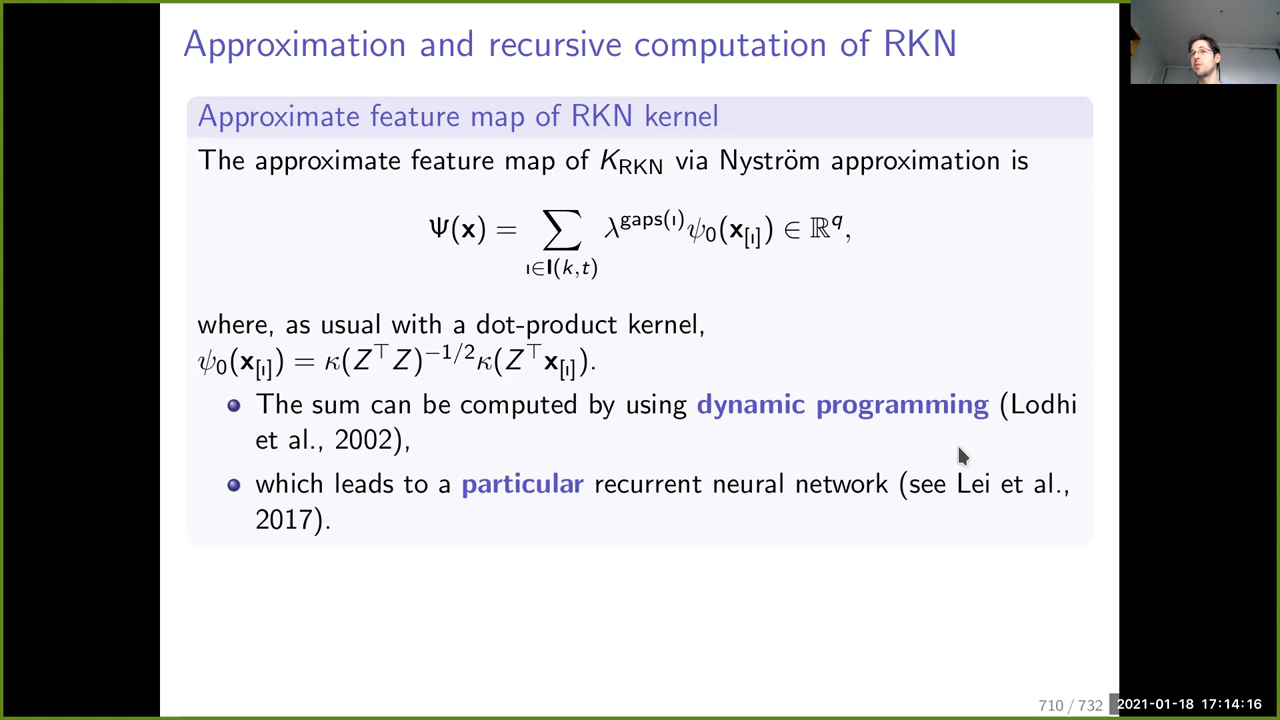 Approximation and recursive computation of RKN
Approximate feature map of RKN kernel
The approximate feature map of K_RKN via Nyström approximation is
Ψ(x) = ∑_{ı∈I(k,t)} λ^{gaps(ı)} ψ₀(x_[ı]) ∈ ℝ^q,
where, as usual with a dot-product kernel,
ψ₀(x_[ı]) = κ(Z^⊤Z)^{−1/2}κ(Z^⊤x_[ı]).
The sum can be computed by using dynamic programming (Lodhi
et al., 2002),
which leads to a particular recurrent neural network (see Lei et al.,
2017).
710 / 732
2021-01-18 17:14:16